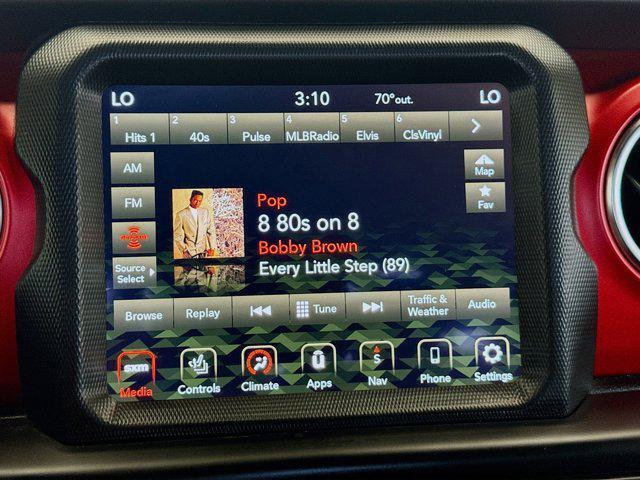 LO 3:10 70°out. LO
1 Hits 1 2 40s 3 Pulse 4 MLBRadio 5 Elvis 6 ClsVinyl
AM
Map
FM
Fav
Pop
8 80s on 8
Bobby Brown
Every Little Step (89)
Source
Select
Browse Replay Tune Traffic & Weather Audio
sxm
Media Controls Climate Apps Nav Phone Settings
S
U